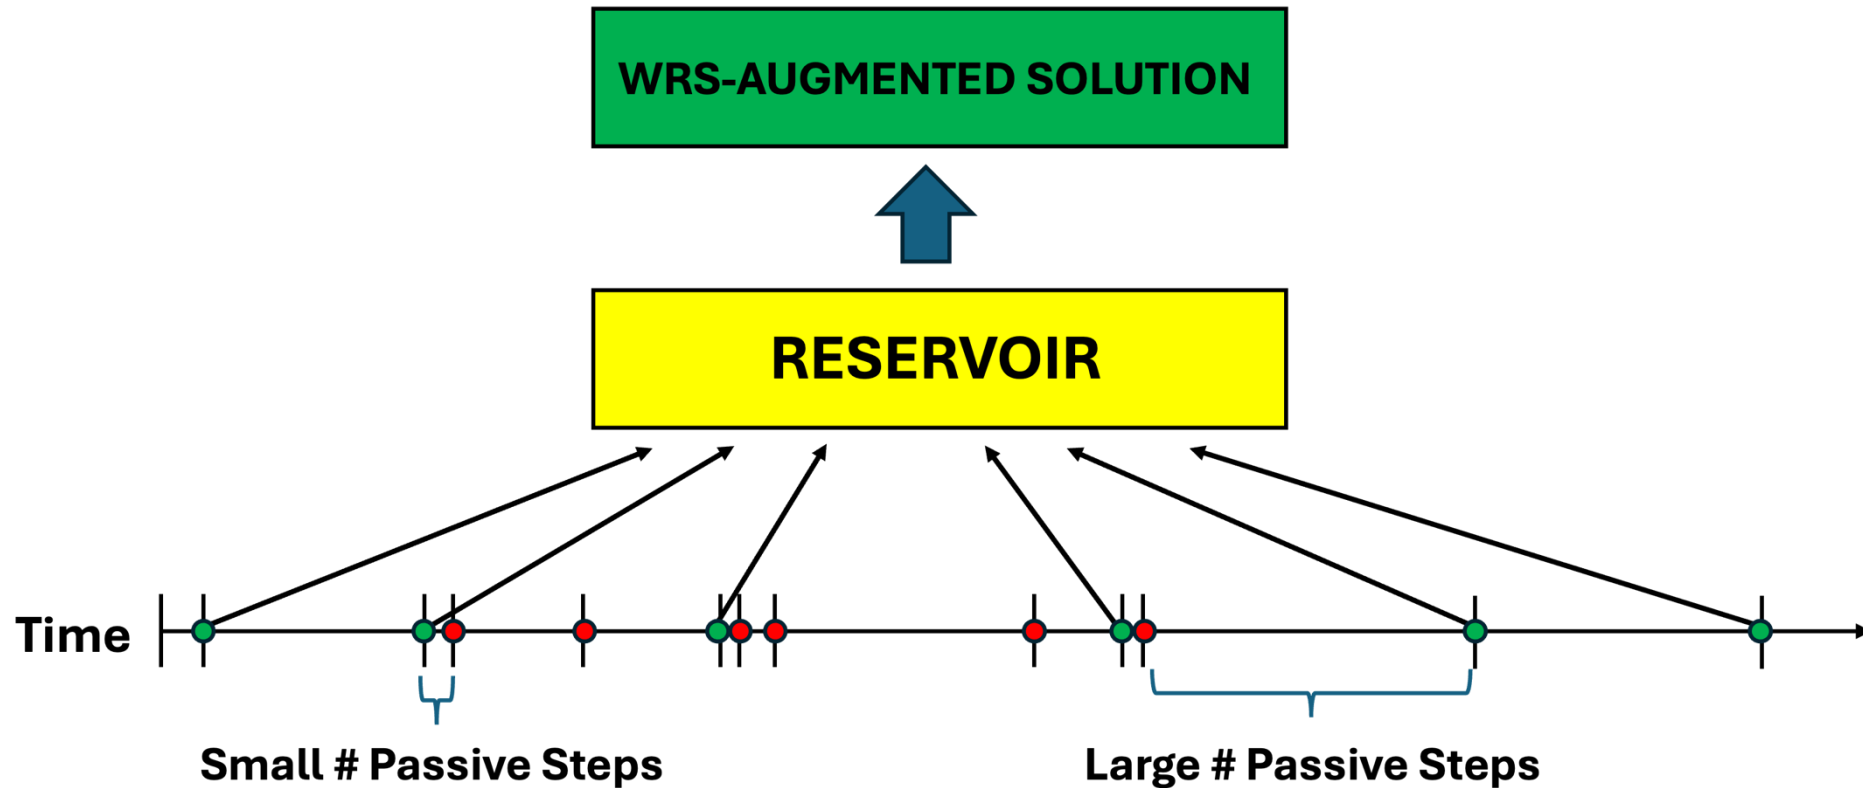 WRS-AUGMENTED SOLUTION
RESERVOIR
Time
Small # Passive Steps
Large # Passive Steps